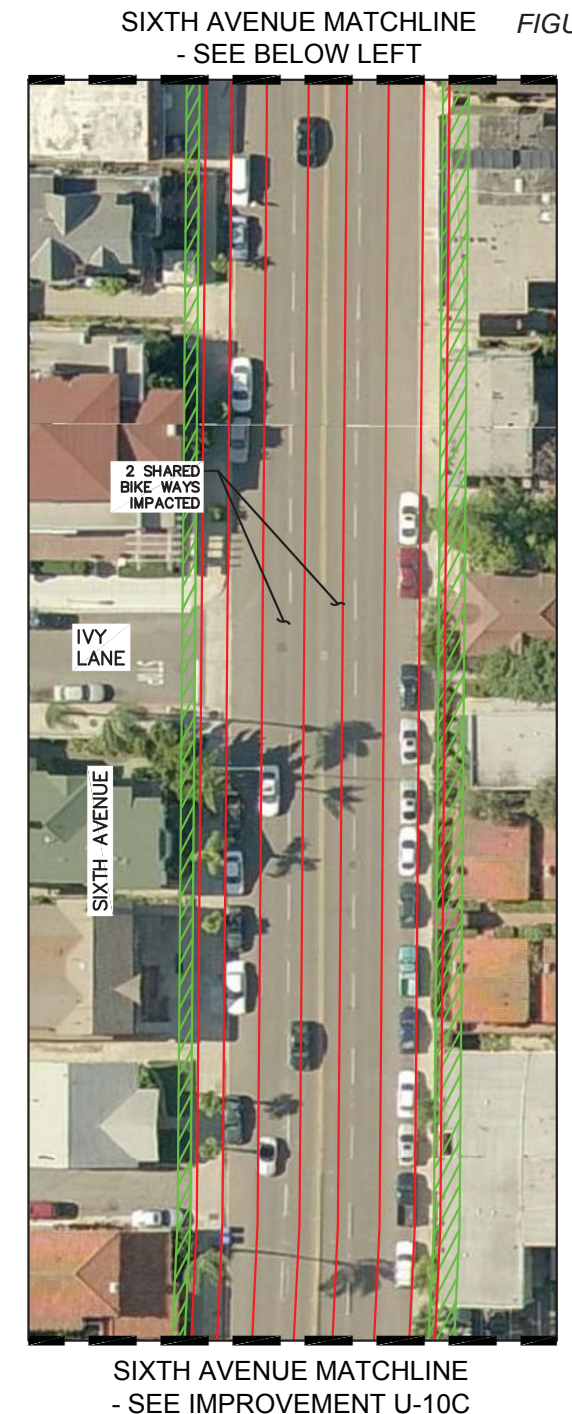 SIXTH AVENUE MATCHLINE
- SEE BELOW LEFT
FIGU
2 SHARED
BIKE WAYS
IMPACTED
IVY
LANE
SIXTH AVENUE
SIXTH AVENUE MATCHLINE
- SEE IMPROVEMENT U-10C